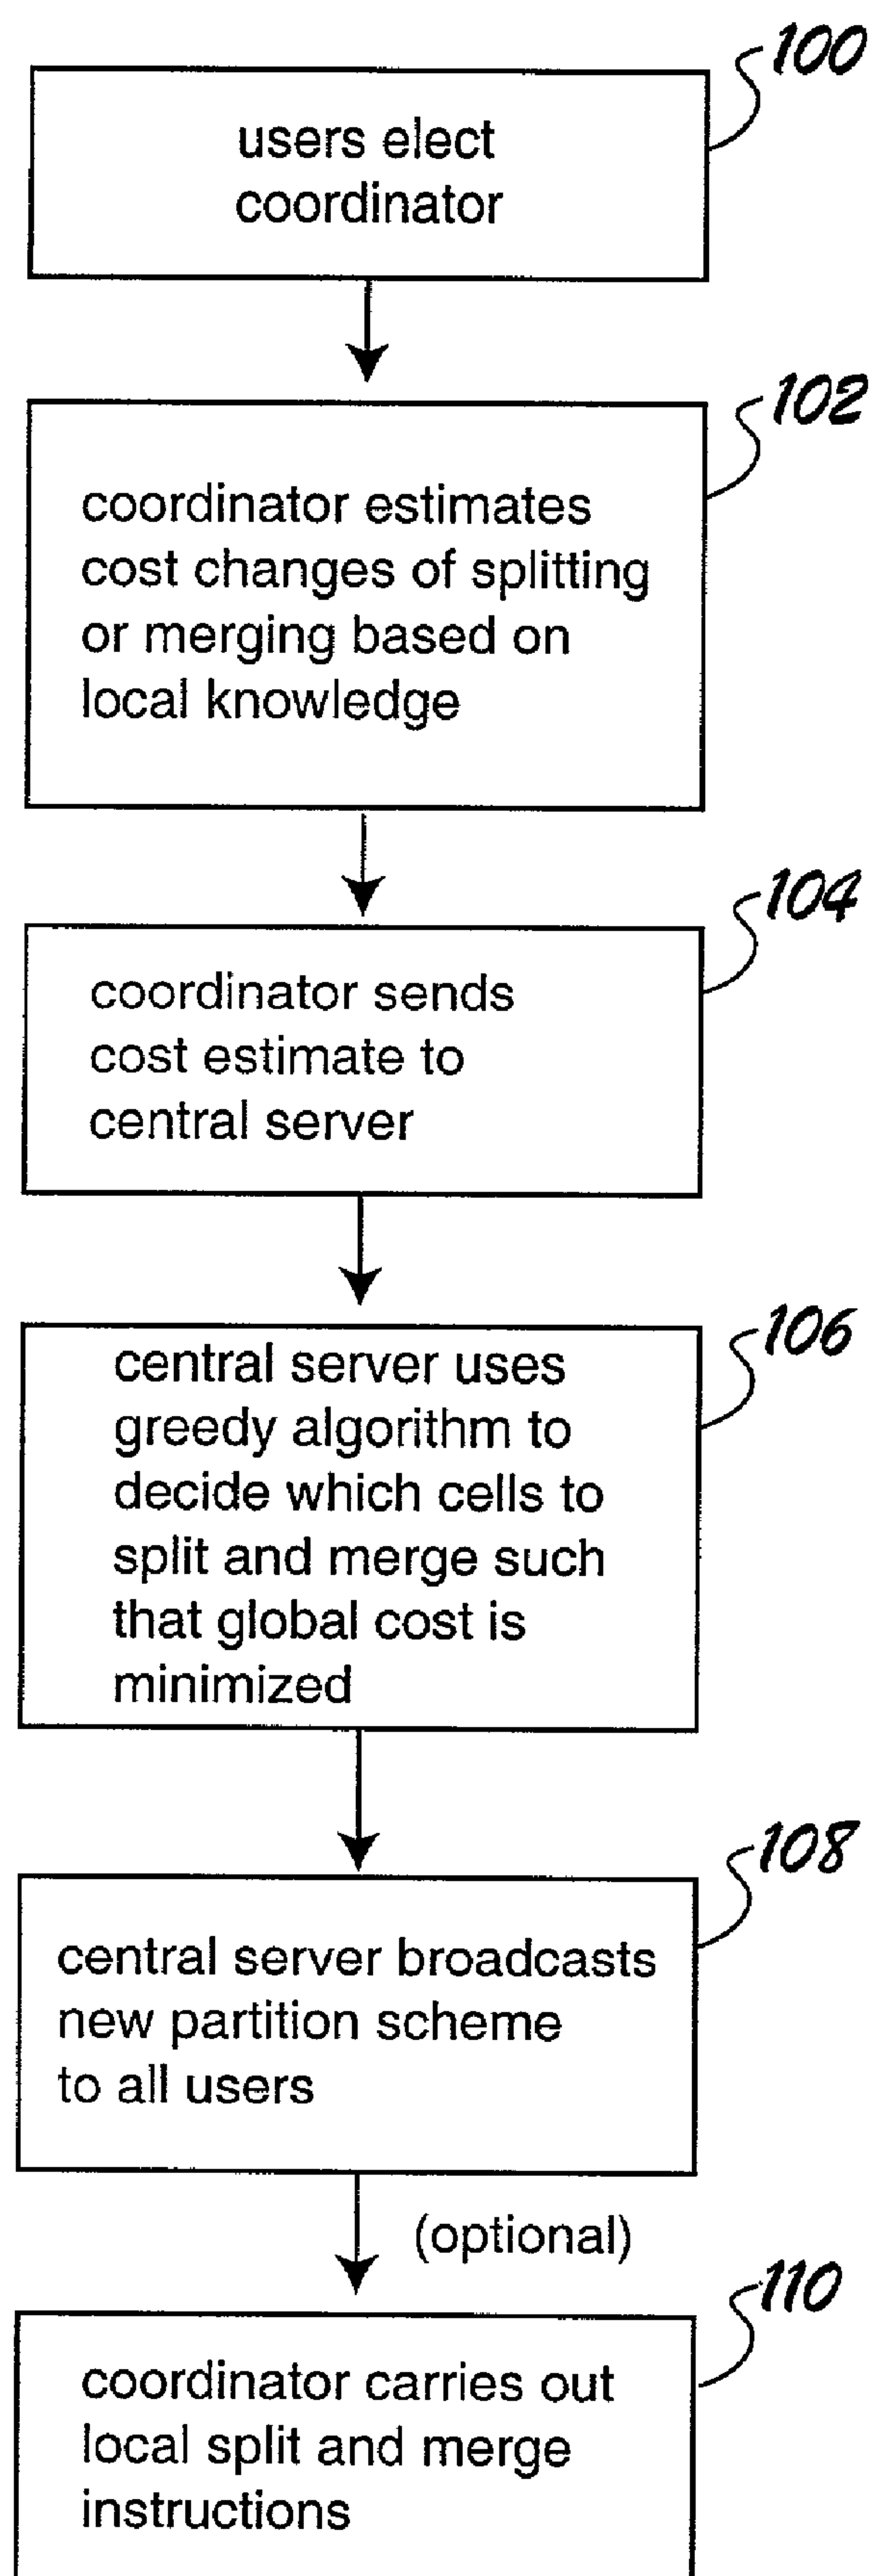 100
users elect
coordinator
102
coordinator estimates
cost changes of splitting
or merging based on
local knowledge
104
coordinator sends
cost estimate to
central server
106
central server uses
greedy algorithm to
decide which cells to
split and merge such
that global cost is
minimized
108
central server broadcasts
new partition scheme
to all users
(optional)
110
coordinator carries out
local split and merge
instructions